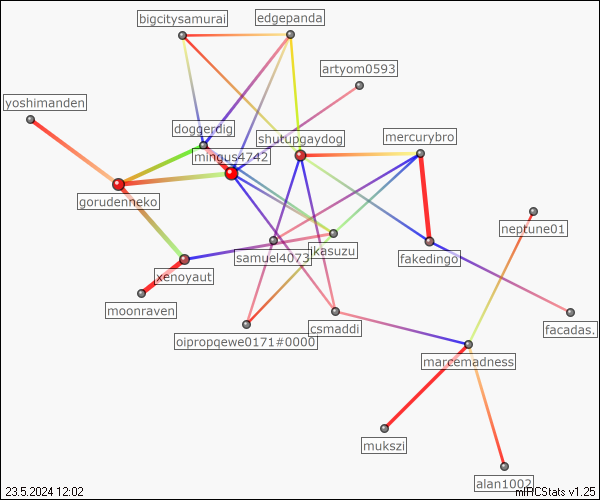 bigcitysamurai
edgepanda
artyom0593
yoshimanden
doggerdig
shutupgaydog
mercurybro
mingus4742
gorudenneko
neptune01
samuel4073
jkasuzu
fakedingo
xenoyaut
moonraven
csmaddi
facadas.
oipropqewe0171#0000
marcemadness
mukszi
alan1002
23.5.2024 12:02
mIRCStats v1.25